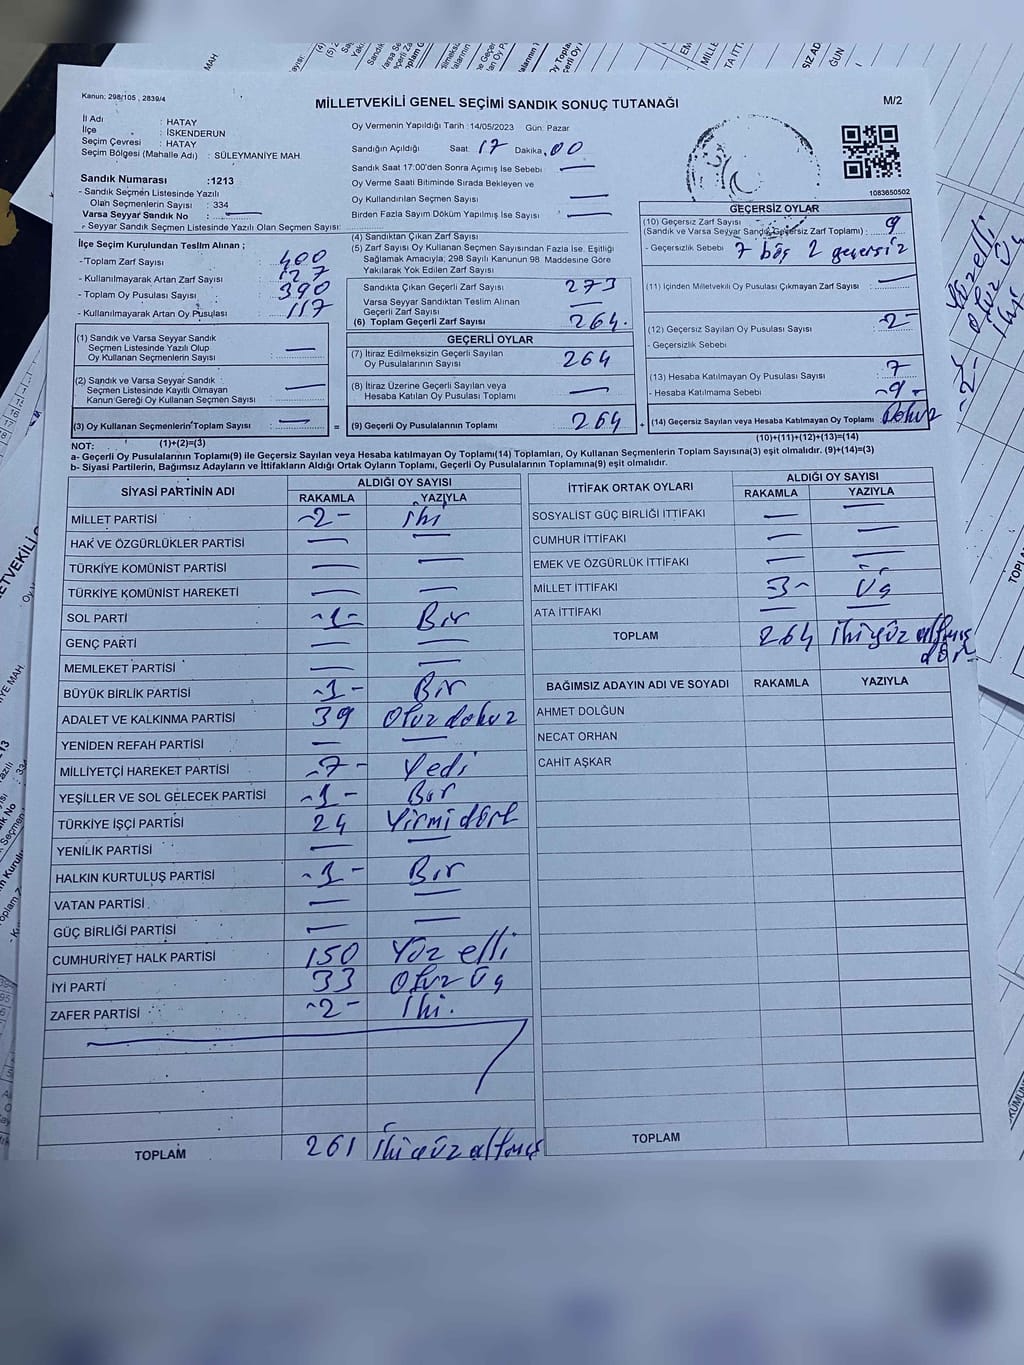 Kanun: 298/105 , 2839/4
MİLLETVEKİLİ GENEL SEÇİMİ SANDIK SONUÇ TUTANAĞI
M/2
İl Adı : HATAY
İlçe : İSKENDERUN
Seçim Çevresi : HATAY
Seçim Bölgesi (Mahalle Adı) : SÜLEYMANİYE MAH.
Sandık Numarası :1213
- Sandık Seçmen Listesinde Yazılı
Olan Seçmenlerin Sayısı : 334
Varsa Seyyar Sandık No : —
- Seyyar Sandık Seçmen Listesinde Yazılı Olan Seçmen Sayısı:
İlçe Seçim Kurulundan Teslim Alınan ;
- Toplam Zarf Sayısı : 400
- Kullanılmayarak Artan Zarf Sayısı : 127
- Toplam Oy Pusulası Sayısı : 390
- Kullanılmayarak Artan Oy Pusulası : 117
Oy Vermenin Yapıldığı Tarih :14/05/2023 Gün: Pazar
Sandığın Açıldığı Saat: 17 Dakika: 00
Sandık Saat 17:00'den Sonra Açımış İse Sebebi —
Oy Verme Saati Bitiminde Sırada Bekleyen ve
Oy Kullandırılan Seçmen Sayısı —
Birden Fazla Sayım Döküm Yapılmış İse Sayısı —
1083650502
(4) Sandıktan Çıkan Zarf Sayısı
(5) Zarf Sayısı Oy Kullanan Seçmen Sayısından Fazla İse, Eşitliği
Sağlamak Amacıyla; 298 Sayılı Kanunun 98. Maddesine Göre
Yakılarak Yok Edilen Zarf Sayısı
Sandıkta Çıkan Geçerli Zarf Sayısı 273
Varsa Seyyar Sandıktan Teslim Alınan
Geçerli Zarf Sayısı —
(6) Toplam Geçerli Zarf Sayısı 264.
GEÇERLİ OYLAR
(7) İtiraz Edilmeksizin Geçerli Sayılan
Oy Pusulalarının Sayısı 264
(8) İtiraz Üzerine Geçerli Sayılan veya
Hesaba Katılan Oy Pusulası Toplamı —
(9) Geçerli Oy Pusulalarının Toplamı 264
GEÇERSİZ OYLAR
(10) Geçersiz Zarf Sayısı 9
(Sandık ve Varsa Seyyar Sandık Geçersiz Zarf Toplamı) :
- Geçersizlik Sebebi 7 boş 2 geçersiz
(11) İçinden Milletvekili Oy Pusulası Çıkmayan Zarf Sayısı : —
(12) Geçersiz Sayılan Oy Pusulası Sayısı : 2-
- Geçersizlik Sebebi
(13) Hesaba Katılmayan Oy Pusulası Sayısı : 7
- Hesaba Katılmama Sebebi -9-
(14) Geçersiz Sayılan veya Hesaba Katılmayan Oy Toplamı : Dokuz
(1) Sandık ve Varsa Seyyar Sandık
Seçmen Listesinde Yazılı Olup
Oy Kullanan Seçmenlerin Sayısı : —
(2) Sandık ve Varsa Seyyar Sandık
Seçmen Listesinde Kayıtlı Olmayan
Kanun Gereği Oy Kullanan Seçmen Sayısı : —
(3) Oy Kullanan Seçmenlerin Toplam Sayısı : — =
NOT: (1)+(2)=(3)
(10)+(11)+(12)+(13)=(14)
a- Geçerli Oy Pusulalarının Toplamı(9) ile Geçersiz Sayılan veya Hesaba katılmayan Oy Toplamı(14) Toplamları, Oy Kullanan Seçmenlerin Toplam Sayısına(3) eşit olmalıdır. (9)+(14)=(3)
b- Siyasi Partilerin, Bağımsız Adayların ve İttifakların Aldığı Ortak Oyların Toplamı, Geçerli Oy Pusulalarının Toplamına(9) eşit olmalıdır.
SİYASİ PARTİNİN ADI ALDIĞI OY SAYISI
RAKAMLA YAZIYLA
MİLLET PARTİSİ -2- iki
HAK VE ÖZGÜRLÜKLER PARTİSİ — —
TÜRKİYE KOMÜNİST PARTİSİ — —
TÜRKİYE KOMÜNİST HAREKETİ — —
SOL PARTİ -1- Bir
GENÇ PARTİ — —
MEMLEKET PARTİSİ — —
BÜYÜK BİRLİK PARTİSİ -1- Bir
ADALET VE KALKINMA PARTİSİ 39 Otuz dokuz
YENİDEN REFAH PARTİSİ — —
MİLLİYETÇİ HAREKET PARTİSİ -7- Yedi
YEŞİLLER VE SOL GELECEK PARTİSİ -1- Bir
TÜRKİYE İŞÇİ PARTİSİ 24 Yirmi dört
YENİLİK PARTİSİ — —
HALKIN KURTULUŞ PARTİSİ -1- Bir
VATAN PARTİSİ — —
GÜÇ BİRLİĞİ PARTİSİ — —
CUMHURİYET HALK PARTİSİ 150 Yüz elli
İYİ PARTİ 33 Otuz üç
ZAFER PARTİSİ -2- iki.
TOPLAM 261 ikiyüz altmış
İTTİFAK ORTAK OYLARI ALDIĞI OY SAYISI
RAKAMLA YAZIYLA
SOSYALİST GÜÇ BİRLİĞİ İTTİFAKI — —
CUMHUR İTTİFAKI — —
EMEK VE ÖZGÜRLÜK İTTİFAKI — —
MİLLET İTTİFAKI -3- Üç
ATA İTTİFAKI — —
TOPLAM 264 ikiyüz altmış
dört
BAĞIMSIZ ADAYIN ADI VE SOYADI RAKAMLA YAZIYLA
AHMET DOLĞUN
NECAT ORHAN
CAHİT AŞKAR
TOPLAM